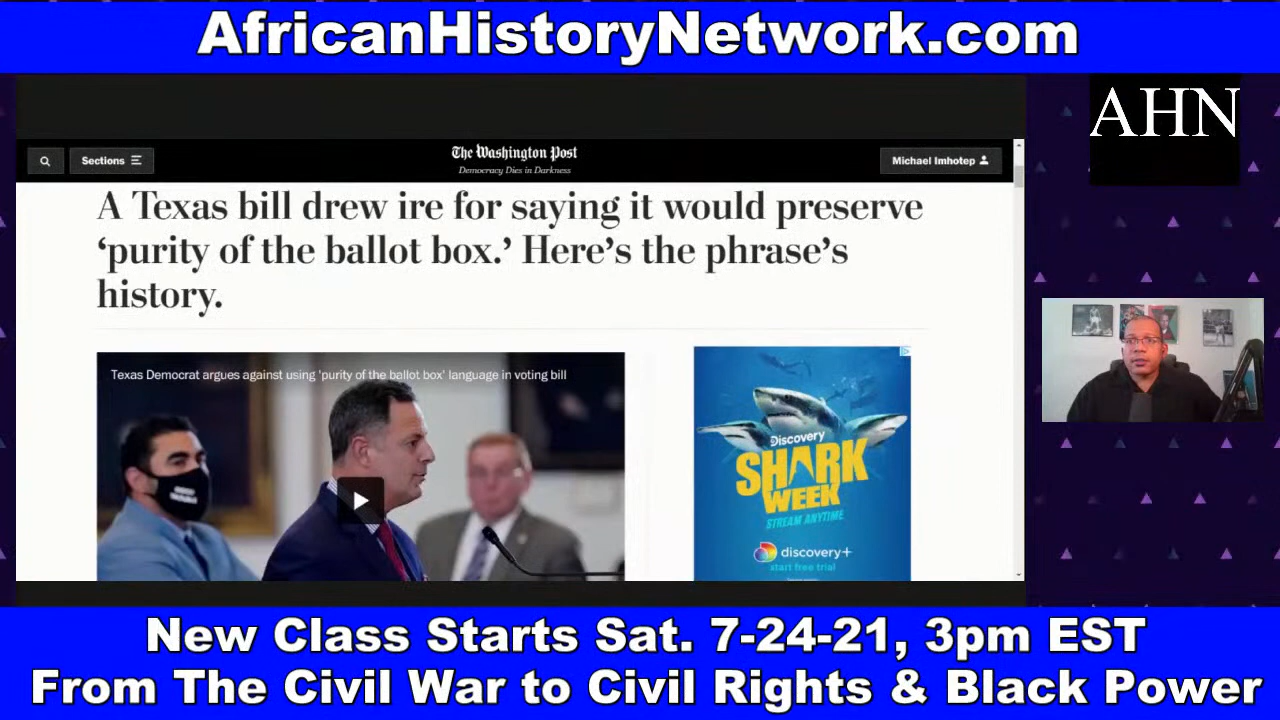 AfricanHistoryNetwork.com
AHN
Sections
The Washington Post
Democracy Dies in Darkness
Michael Imhotep
A Texas bill drew ire for saying it would preserve
‘purity of the ballot box.’ Here’s the phrase’s
history.
Texas Democrat argues against using 'purity of the ballot box' language in voting bill
Discovery
SHARK
WEEK
STREAM ANYTIME
discovery+
start free trial
New Class Starts Sat. 7-24-21, 3pm EST
From The Civil War to Civil Rights & Black Power